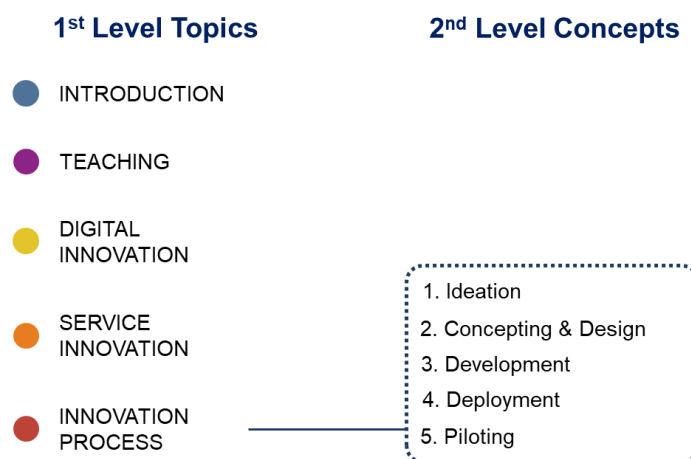 1st Level Topics
2nd Level Concepts
INTRODUCTION
TEACHING
DIGITAL
INNOVATION
SERVICE
INNOVATION
INNOVATION
PROCESS
1. Ideation
2. Concepting & Design
3. Development
4. Deployment
5. Piloting